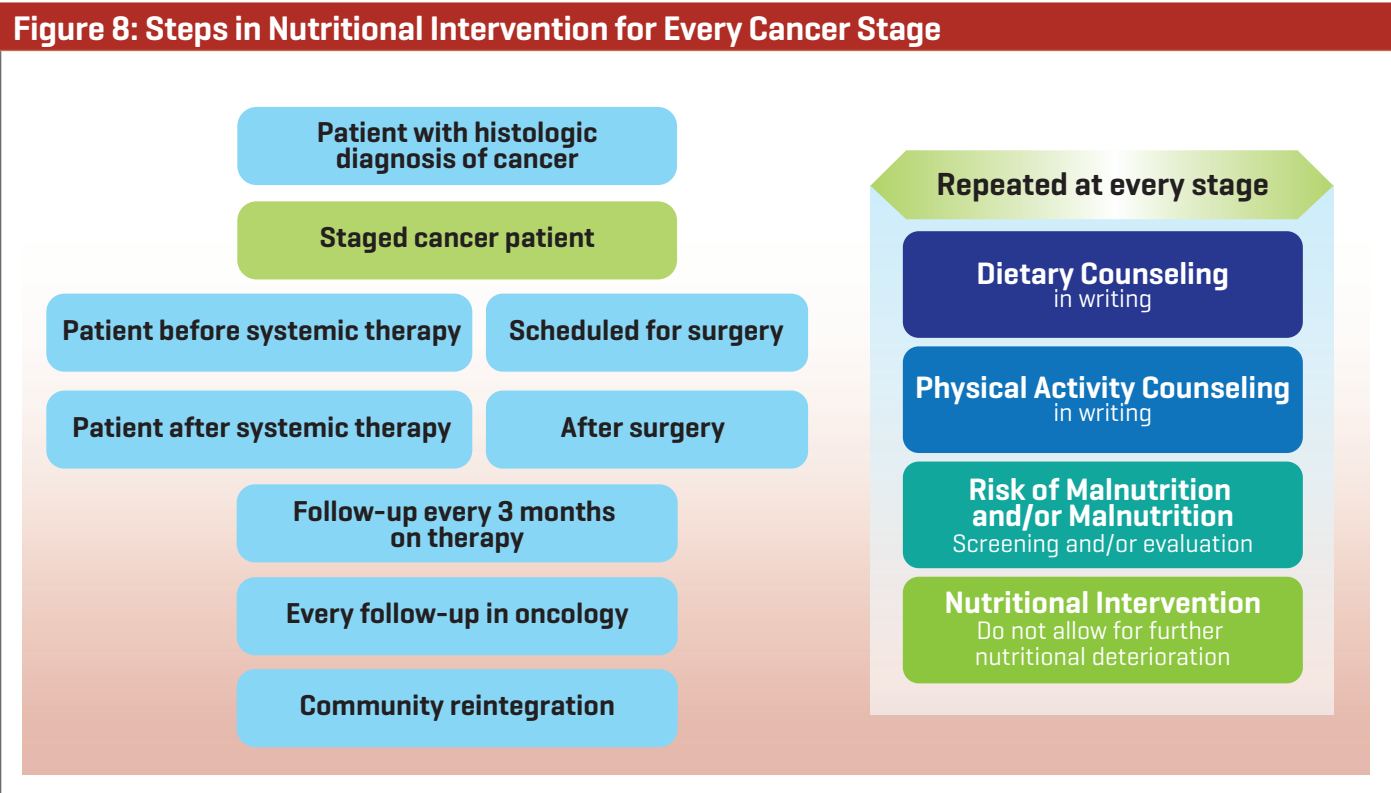 Figure 8: Steps in Nutritional Intervention for Every Cancer Stage
Patient with histologic
diagnosis of cancer
Staged cancer patient
Patient before systemic therapy
Scheduled for surgery
Patient after systemic therapy
After surgery
Follow-up every 3 months
on therapy
Every follow-up in oncology
Community reintegration
Repeated at every stage
Dietary Counseling
in writing
Physical Activity Counseling
in writing
Risk of Malnutrition
and/or Malnutrition
Screening and/or evaluation
Nutritional Intervention
Do not allow for further
nutritional deterioration